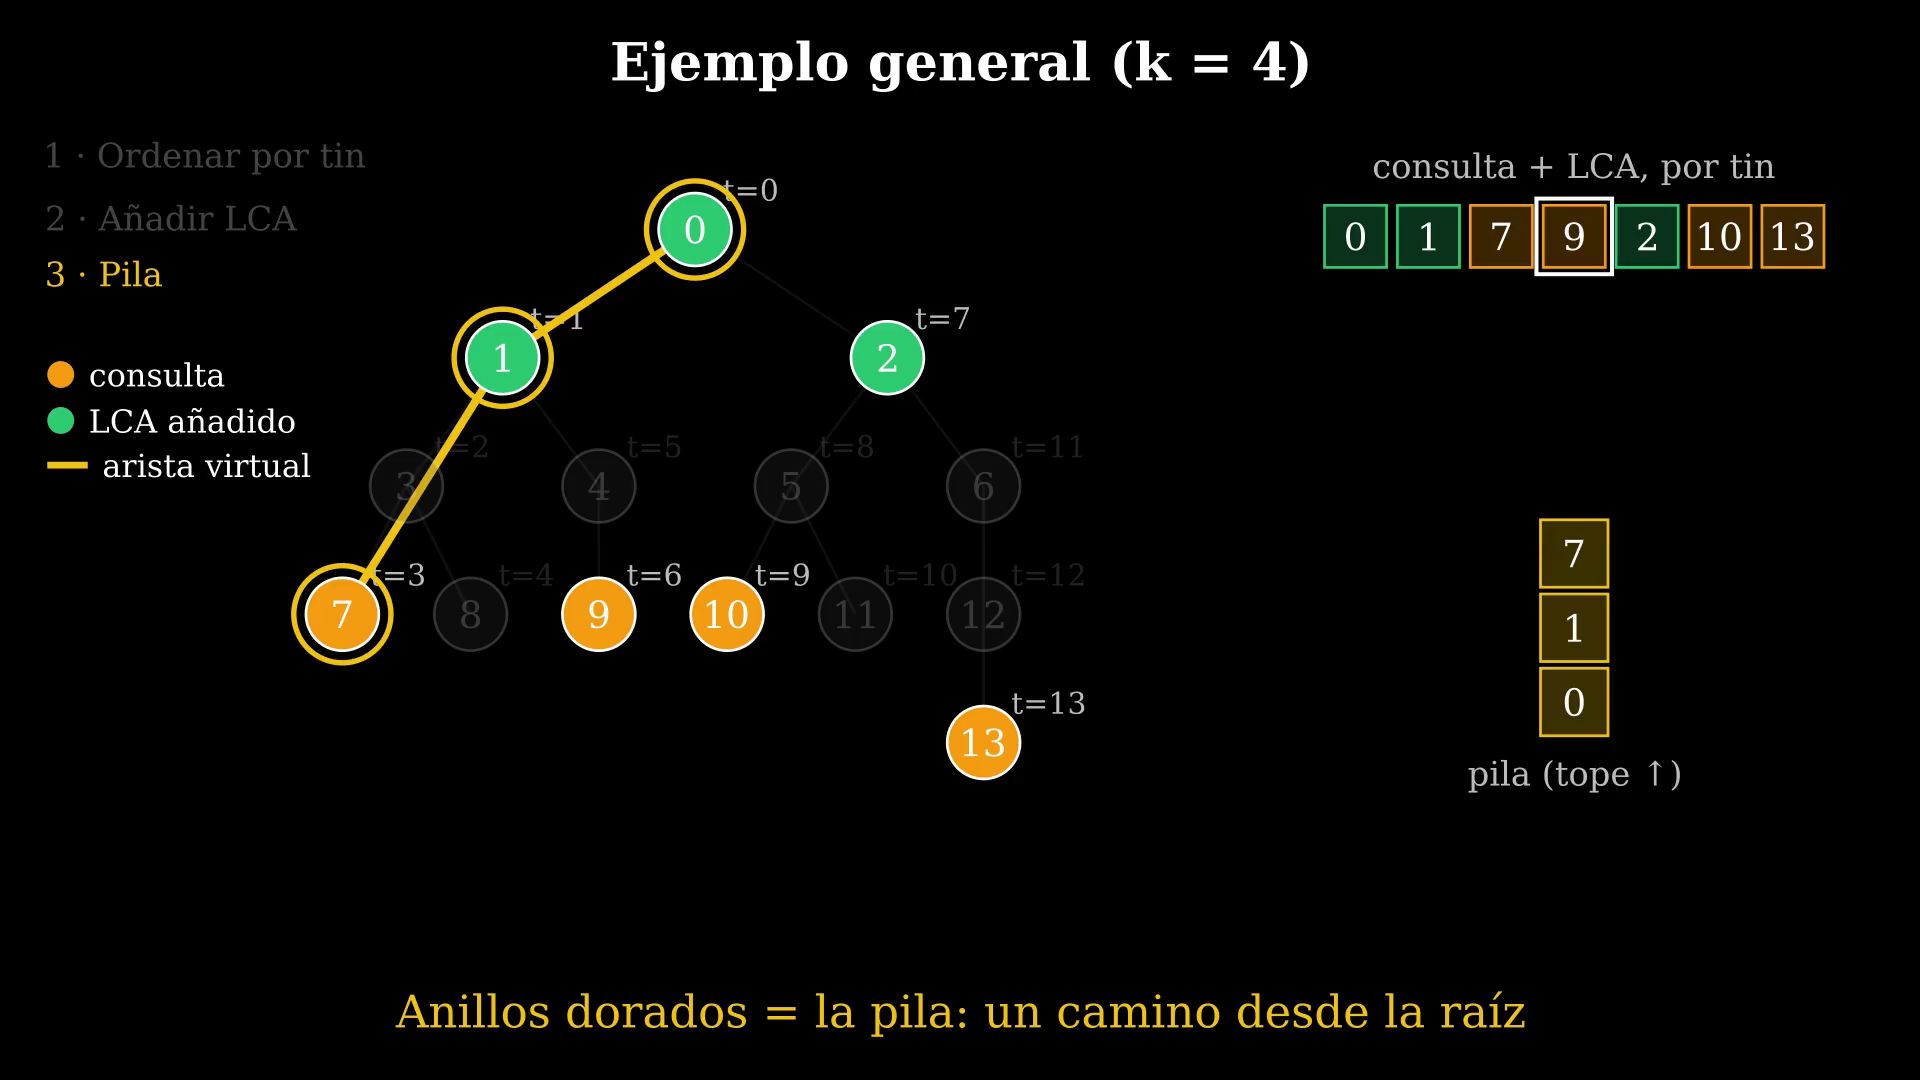 Ejemplo general (k = 4)
1 · Ordenar por tin
2 · Añadir LCA
3 · Pila
consulta
LCA añadido
arista virtual
t=0
0
t=1
1
t=7
2
t=2
3
t=5
4
t=8
5
t=11
6
t=3
7
t=4
8
t=6
9
t=9
10
t=10
11
t=12
12
t=13
13
consulta + LCA, por tin
0 1 7 9 2 10 13
7
1
0
pila (tope ↑)
Anillos dorados = la pila: un camino desde la raíz